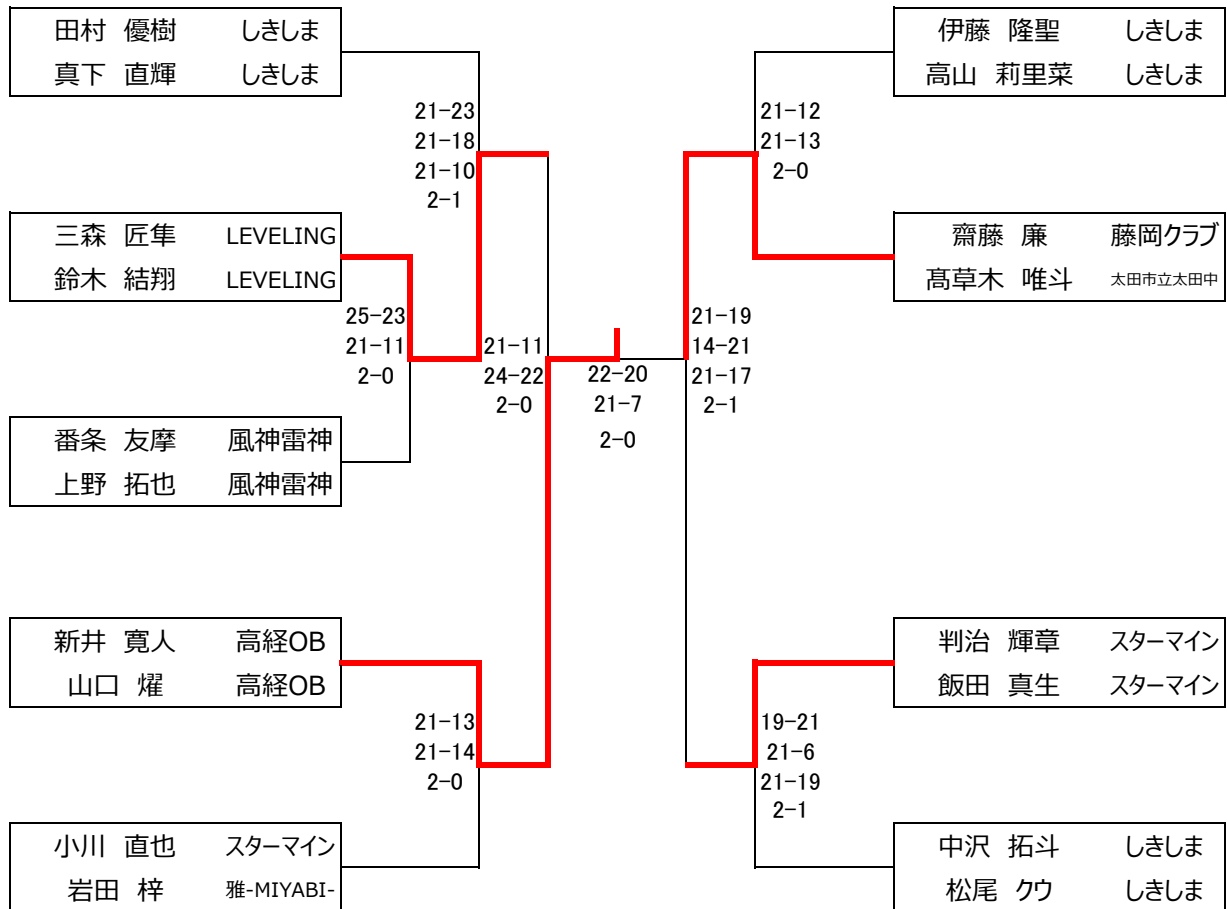 田村 優樹 しきしま
真下 直輝 しきしま
伊藤 隆聖 しきしま
高山 莉里菜 しきしま
21-23
21-18
21-10
2-1
21-12
21-13
2-0
三森 匠隼 LEVELING
鈴木 結翔 LEVELING
齋藤 廉 藤岡クラブ
髙草木 唯斗 太田市立太田中
25-23
21-11
2-0
21-11
24-22
2-0
22-20
21-7
2-0
21-19
14-21
21-17
2-1
番条 友摩 風神雷神
上野 拓也 風神雷神
新井 寛人 高経OB
山口 燿 高経OB
判治 輝章 スターマイン
飯田 真生 スターマイン
21-13
21-14
2-0
19-21
21-6
21-19
2-1
小川 直也 スターマイン
岩田 梓 雅-MIYABI-
中沢 拓斗 しきしま
松尾 クウ しきしま